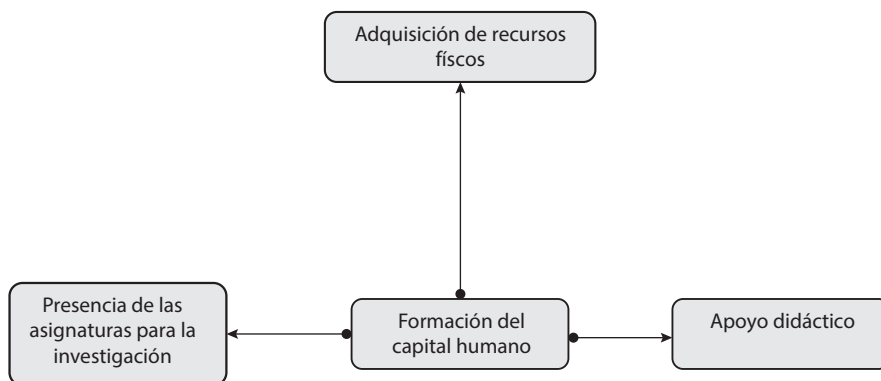 Adquisición de recursos
físcos
Presencia de las
asignaturas para la
investigación
Formación del
capital humano
Apoyo didáctico